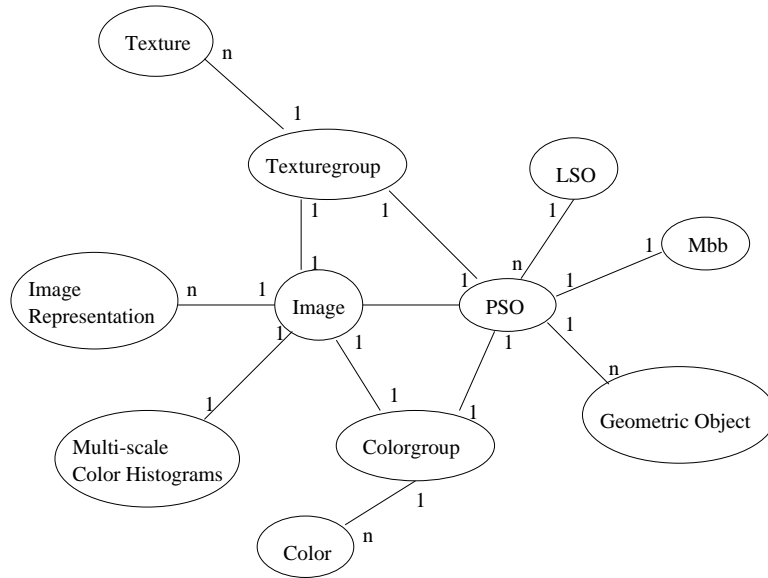 Texture
n
1
Texturegroup
LSO
1
1
1
Mbb
1
1
1
n
1
Image
Representation
n
1
Image
PSO
1
1
1
1
n
1
1
1
Geometric Object
Multi-scale
Color Histograms
Colorgroup
1
n
Color